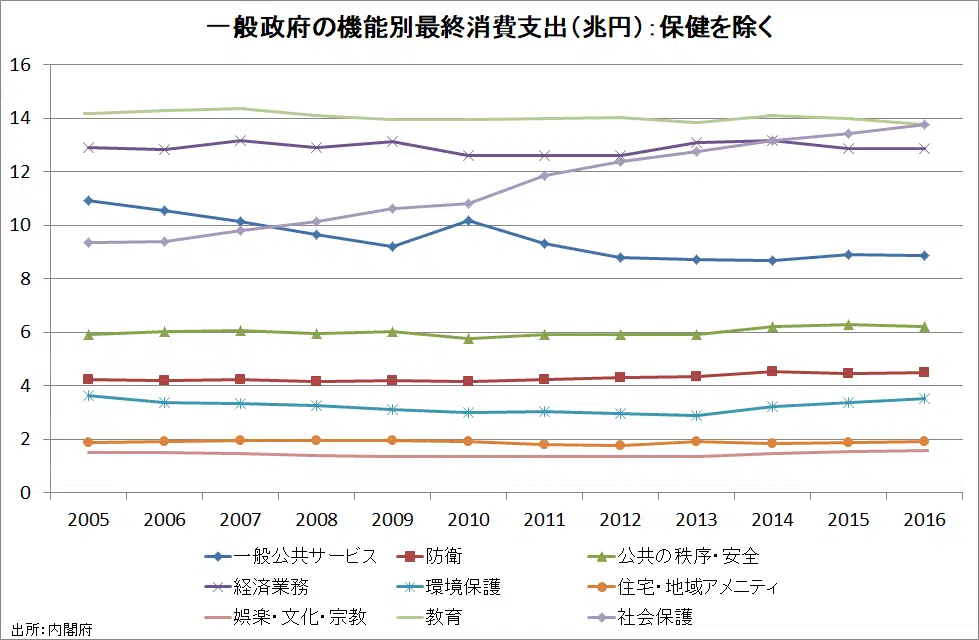 一般政府の機能別最終消費支出（兆円）：保健を除く
16
14
12
10
8
6
4
2
0
2005 2006 2007 2008 2009 2010 2011 2012 2013 2014 2015 2016
一般公共サービス 防衛 公共の秩序・安全
経済業務 環境保護 住宅・地域アメニティ
娯楽・文化・宗教 教育 社会保護
出所：内閣府